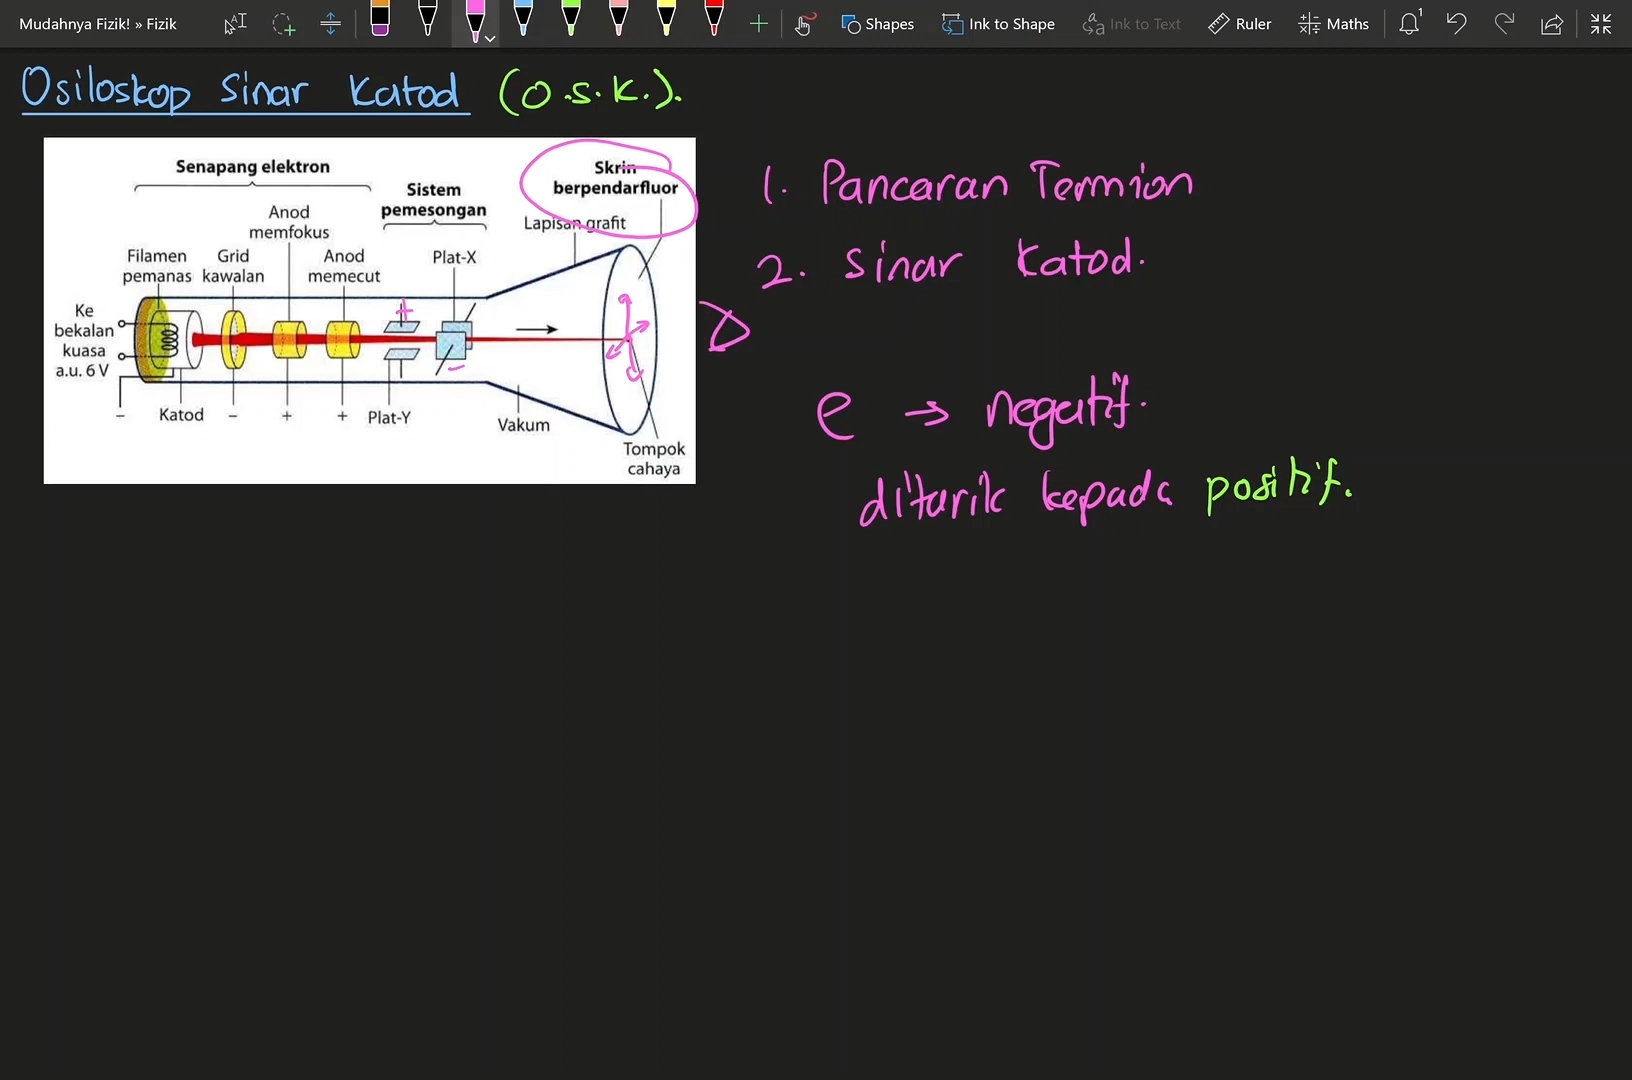 Mudahnya Fizik! » Fizik
Shapes
Ink to Shape
Ink to Text
Ruler
Maths
1
Osiloskop Sinar Katod (O.S.K.).
Senapang elektron
Sistem
pemesongan
Skrin
berpendarfluor
Lapisan grafit
Anod
memfokus
Filamen
pemanas
Grid
kawalan
Anod
memecut
Plat-X
Ke
bekalan
kuasa
a.u. 6 V
+
−
− Katod − + + Plat-Y
Vakum
Tompok
cahaya
1. Pancaran Termion
2. Sinar Katod.
e → negatif.
ditarik kepada positif.